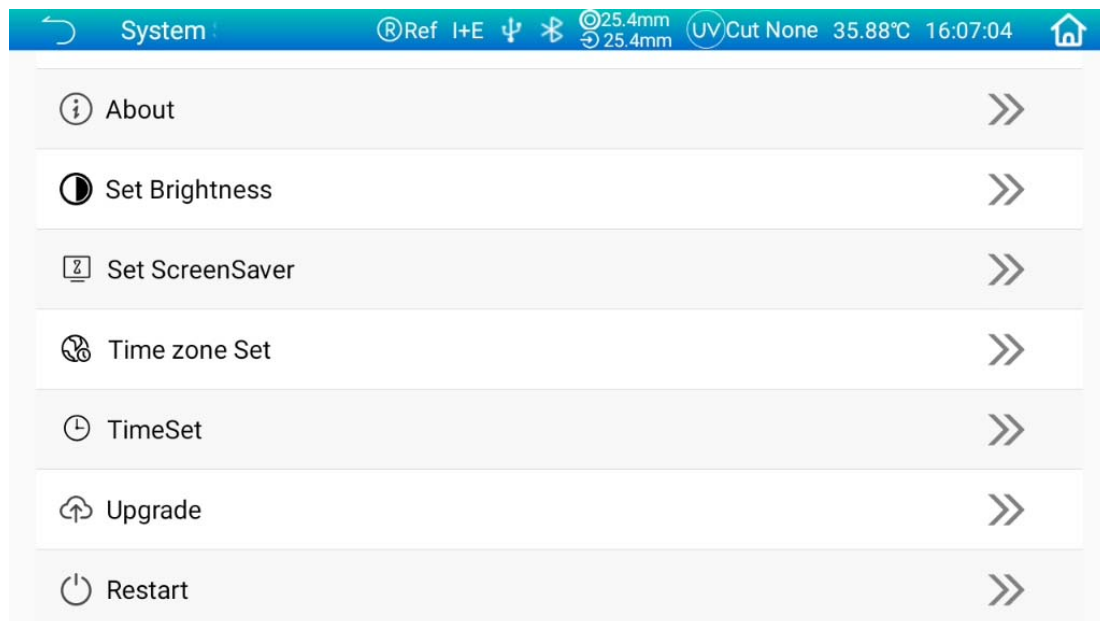 System
®Ref I+E 25.4mm 25.4mm UV Cut None 35.88℃ 16:07:04
About
Set Brightness
Set ScreenSaver
Time zone Set
TimeSet
Upgrade
Restart